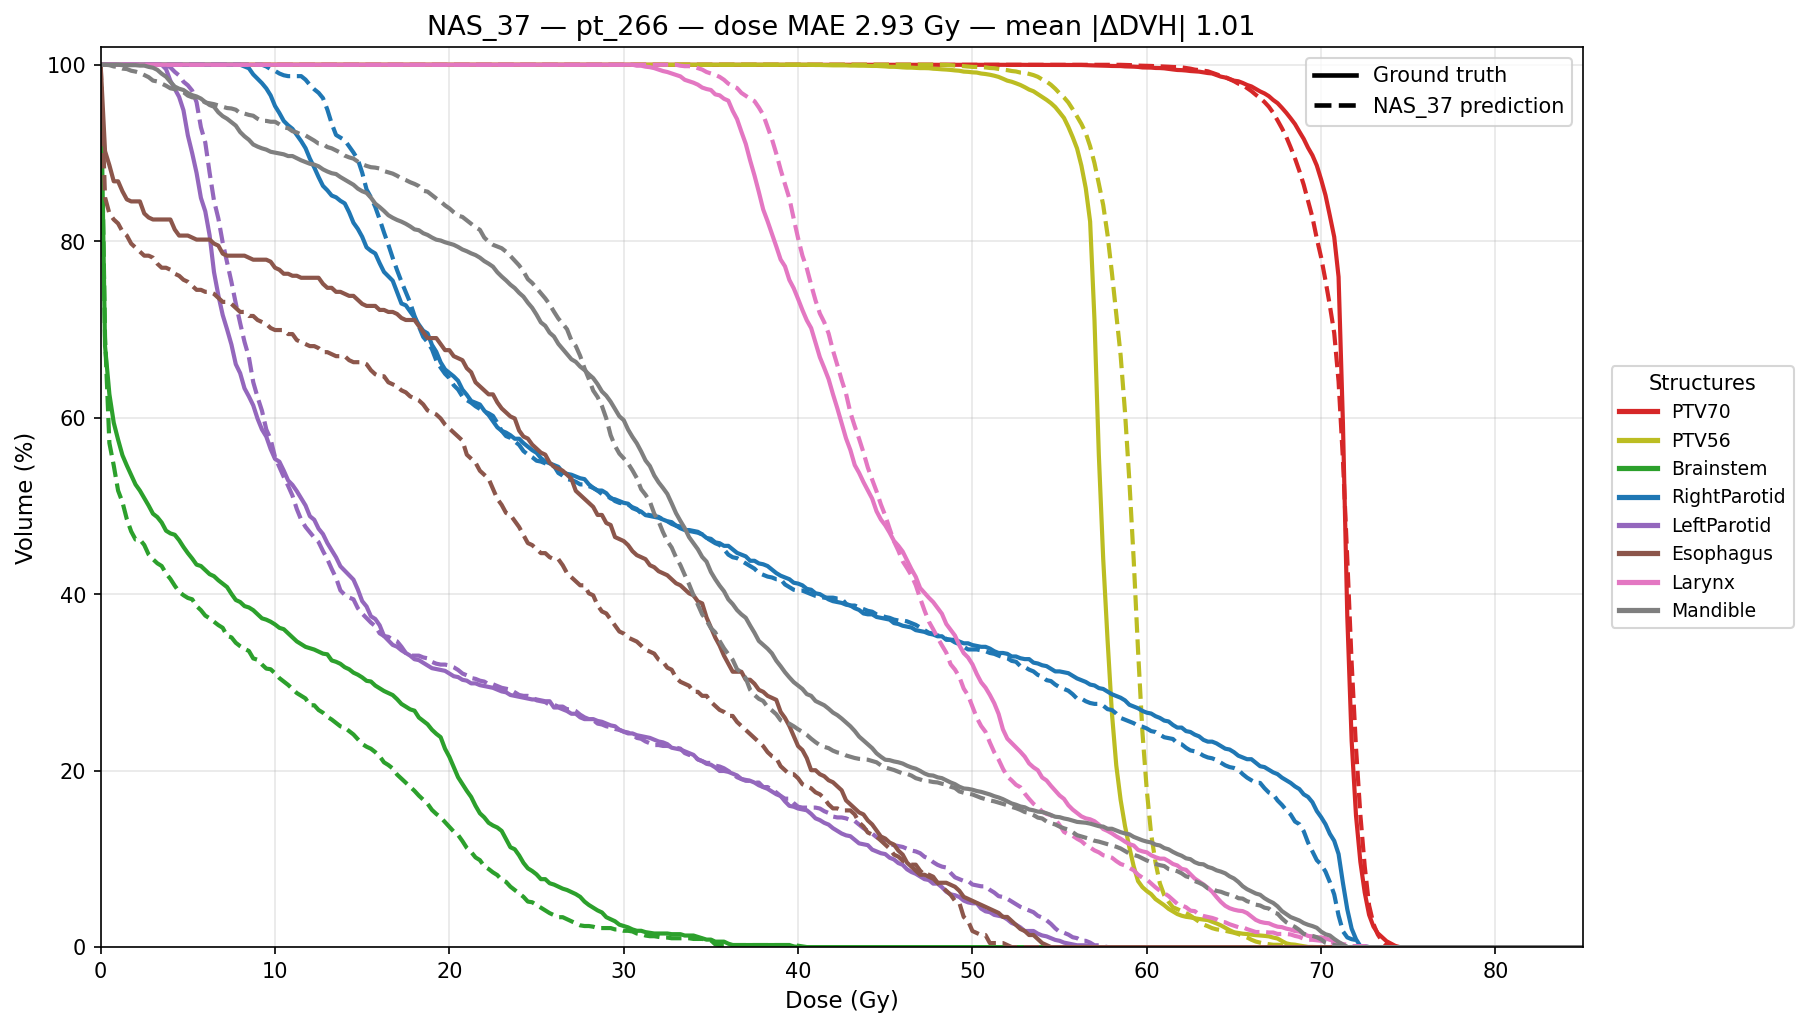 NAS_37 — pt_266 — dose MAE 2.93 Gy — mean |ΔDVH| 1.01
Ground truth
NAS_37 prediction
Volume (%)
100
80
60
40
20
0
0 10 20 30 40 50 60 70 80
Dose (Gy)
Structures
PTV70
PTV56
Brainstem
RightParotid
LeftParotid
Esophagus
Larynx
Mandible